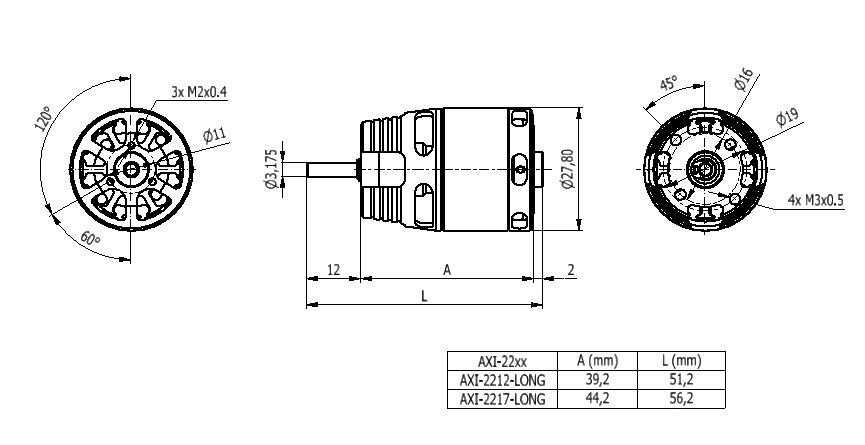 120°
60°
3x M2x0.4
Ø11
Ø3,175
Ø27,80
12
A
2
L
45°
Ø16
Ø19
4x M3x0.5
AXI-22xx A (mm) L (mm)
AXI-2212-LONG 39,2 51,2
AXI-2217-LONG 44,2 56,2